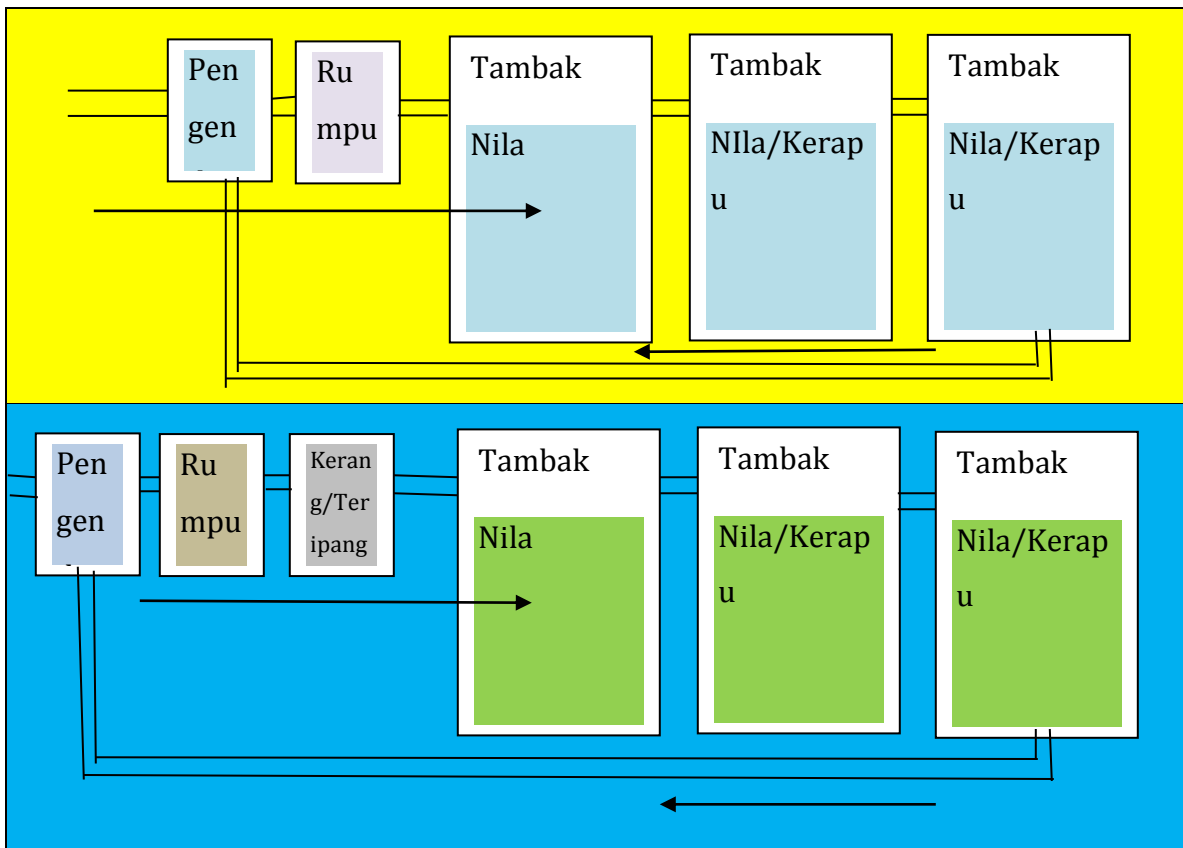 Pen
gen
Ru
mpu
Tambak
Nila
Tambak
NIla/Kerap
u
Tambak
Nila/Kerap
u
Pen
gen
Ru
mpu
Keran
g/Ter
ipang
Tambak
Nila
Tambak
Nila/Kerap
u
Tambak
Nila/Kerap
u